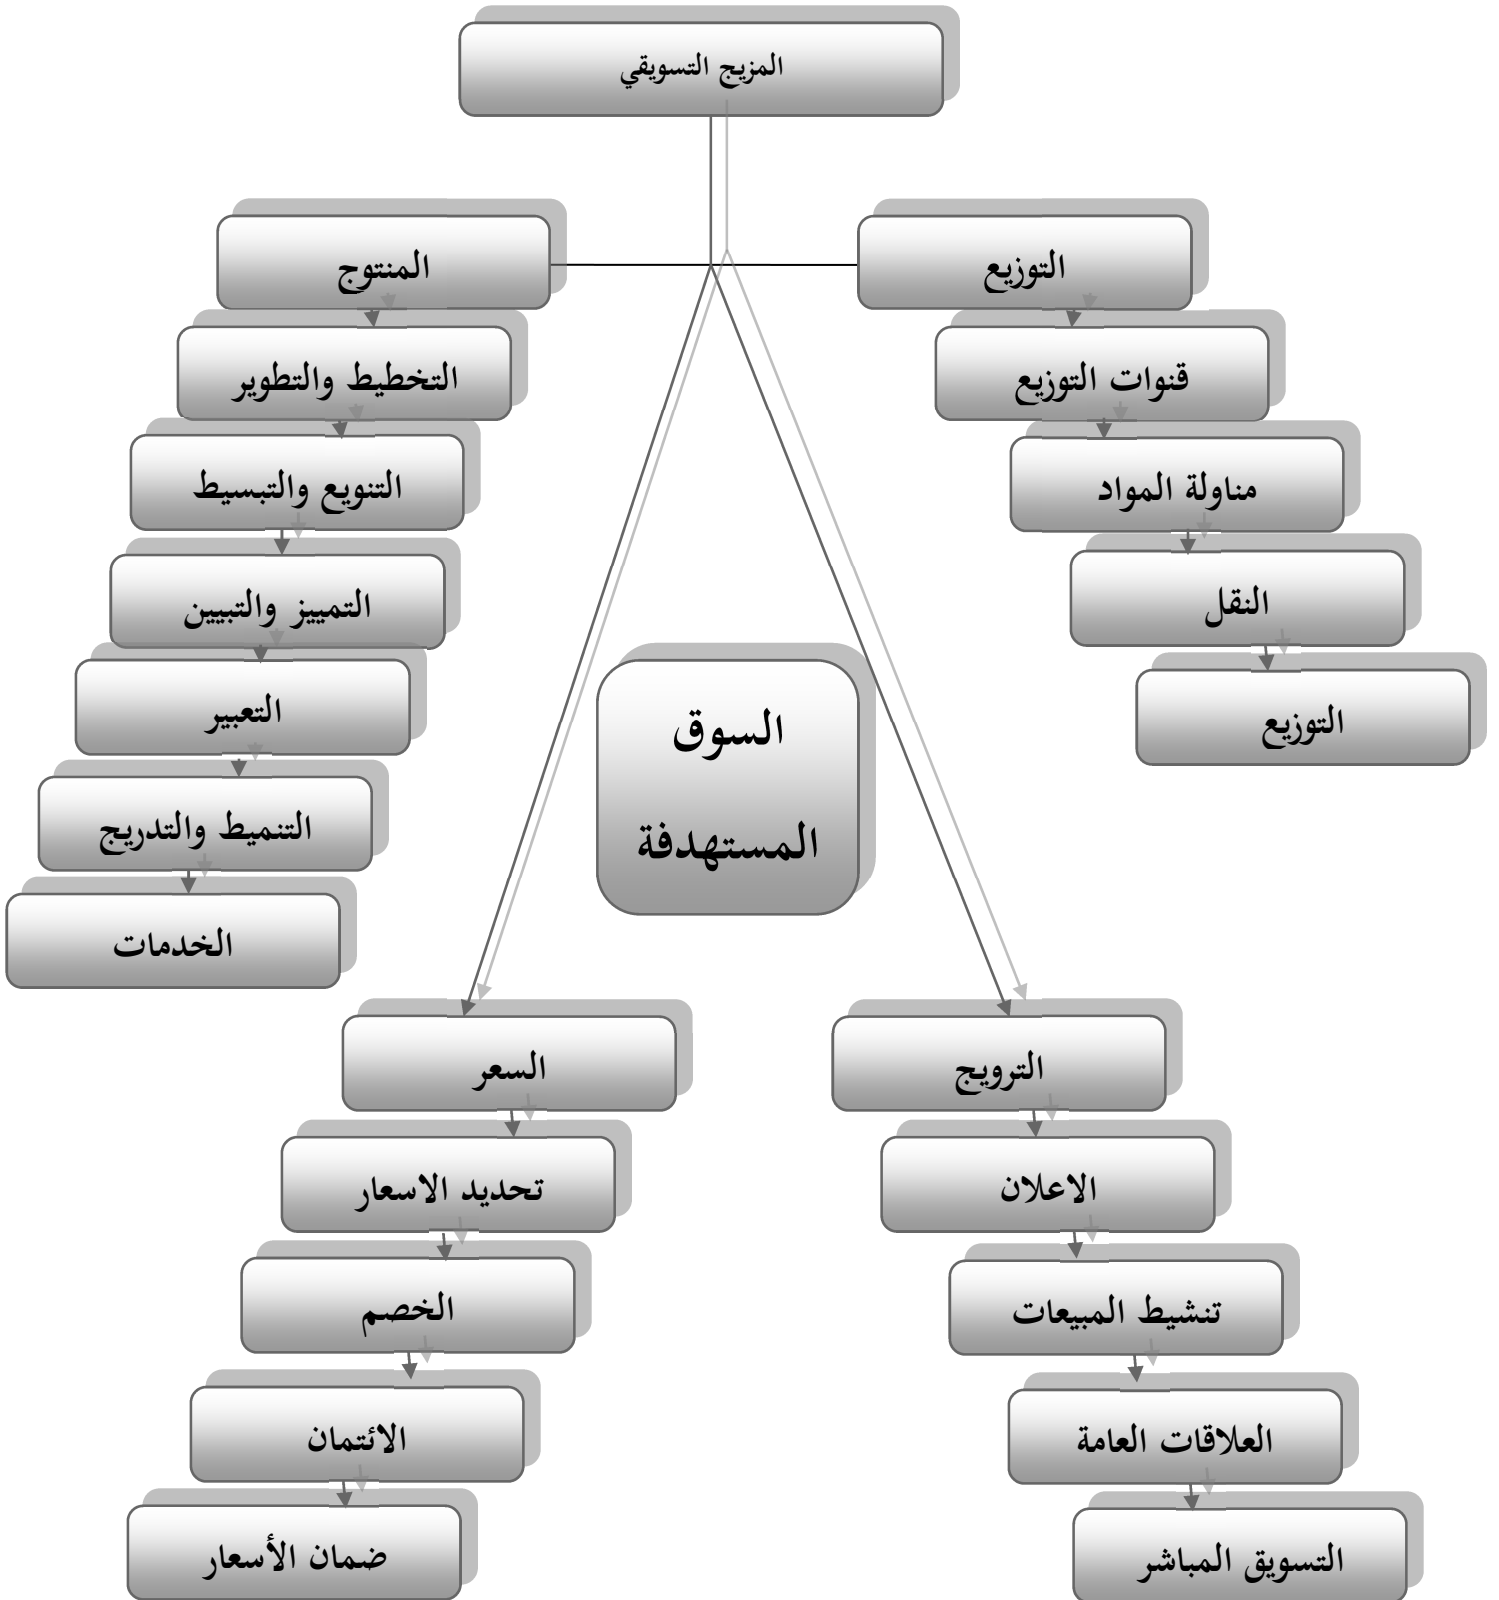 المزيج التسويقي
التوزيع
قنوات التوزيع
مناولة المواد
النقل
التوزيع
المنتوج
التخطيط والتطوير
التنويع والتبسيط
التمييز والتبيين
التعبير
التنميط والتدريج
الخدمات
السوق
المستهدفة
الترويج
الاعلان
تنشيط المبيعات
العلاقات العامة
التسويق المباشر
السعر
تحديد الاسعار
الخصم
الائتمان
ضمان الأسعار